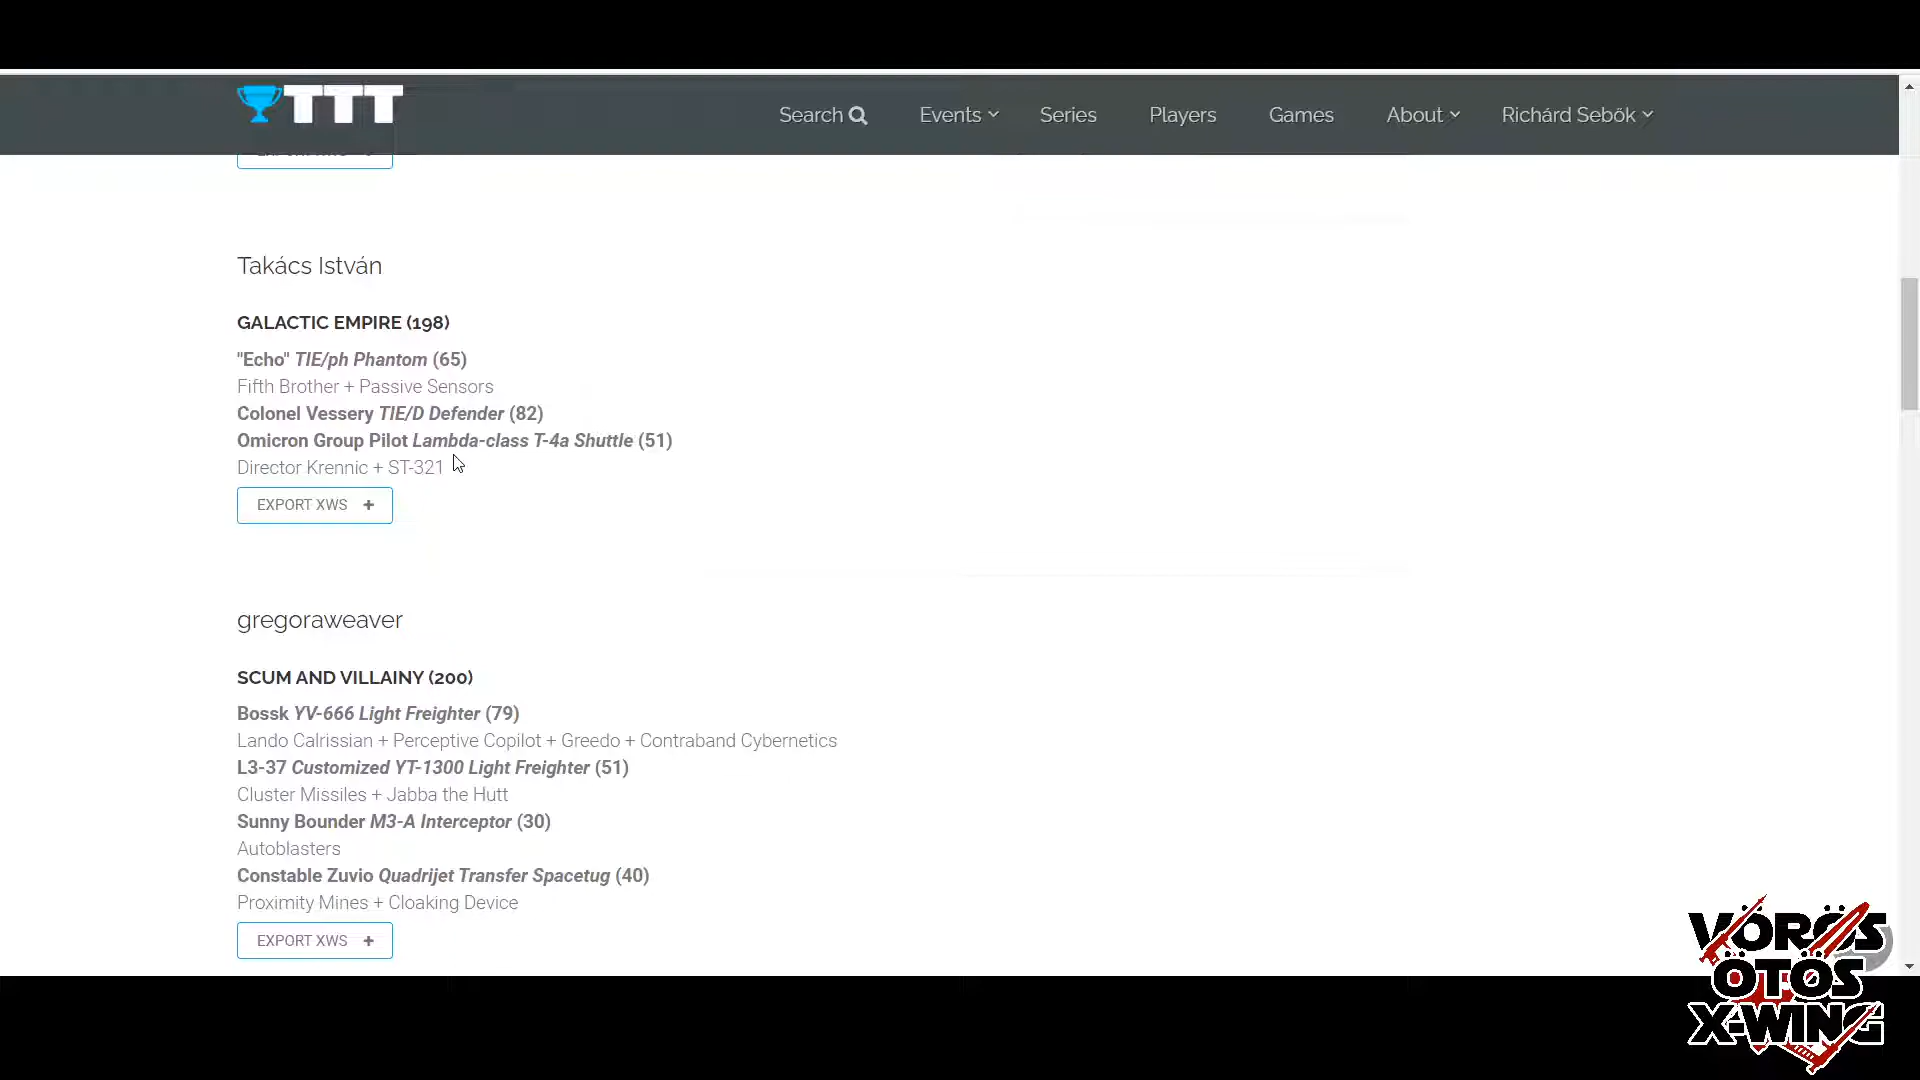 TTT
Search
Events
Series
Players
Games
About
Richárd Sebők
Takács István
GALACTIC EMPIRE (198)
"Echo" TIE/ph Phantom (65)
Fifth Brother + Passive Sensors
Colonel Vessery TIE/D Defender (82)
Omicron Group Pilot Lambda-class T-4a Shuttle (51)
Director Krennic + ST-321
EXPORT XWS +
gregoraweaver
SCUM AND VILLAINY (200)
Bossk YV-666 Light Freighter (79)
Lando Calrissian + Perceptive Copilot + Greedo + Contraband Cybernetics
L3-37 Customized YT-1300 Light Freighter (51)
Cluster Missiles + Jabba the Hutt
Sunny Bounder M3-A Interceptor (30)
Autoblasters
Constable Zuvio Quadrijet Transfer Spacetug (40)
Proximity Mines + Cloaking Device
EXPORT XWS +
VÖRÖS
ÖTÖS
X-WING